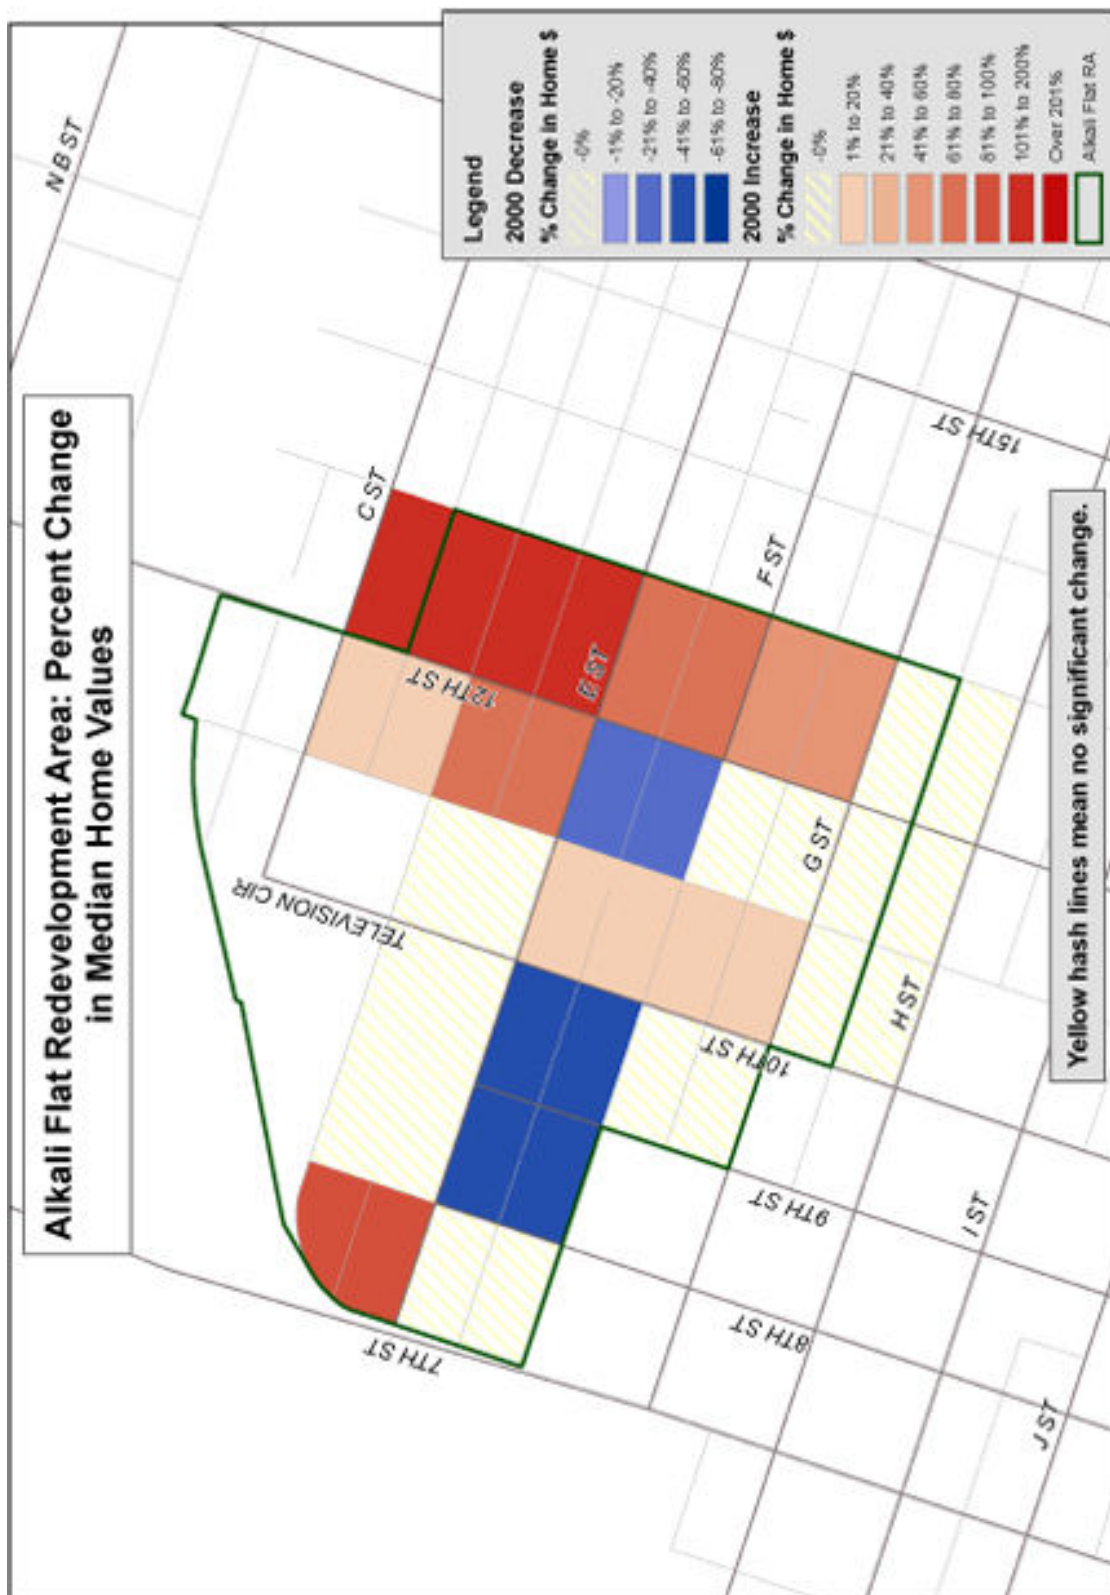 Alkali Flat Redevelopment Area: Percent Change
in Median Home Values
Legend
2000 Decrease
% Change in Home $
-0%
-1% to -20%
-21% to -40%
-41% to -60%
-61% to -80%
2000 Increase
% Change in Home $
-0%
1% to 20%
21% to 40%
41% to 60%
61% to 80%
81% to 100%
101% to 200%
Over 201%
Alkali Flat RA
N B ST
C ST
12TH ST
E ST
F ST
15TH ST
TELEVISION CIR
G ST
H ST
10TH ST
9TH ST
I ST
8TH ST
7TH ST
J ST
Yellow hash lines mean no significant change.